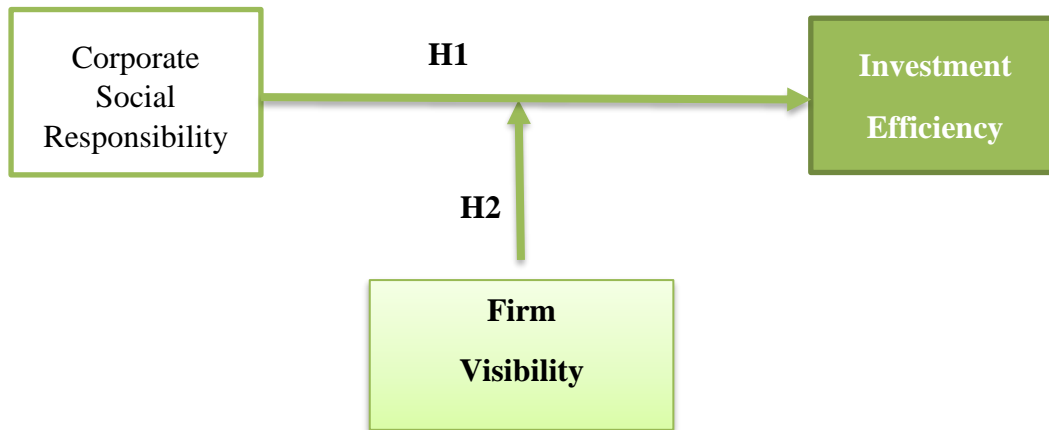 Corporate
Social
Responsibility
H1
Investment
Efficiency
H2
Firm
Visibility